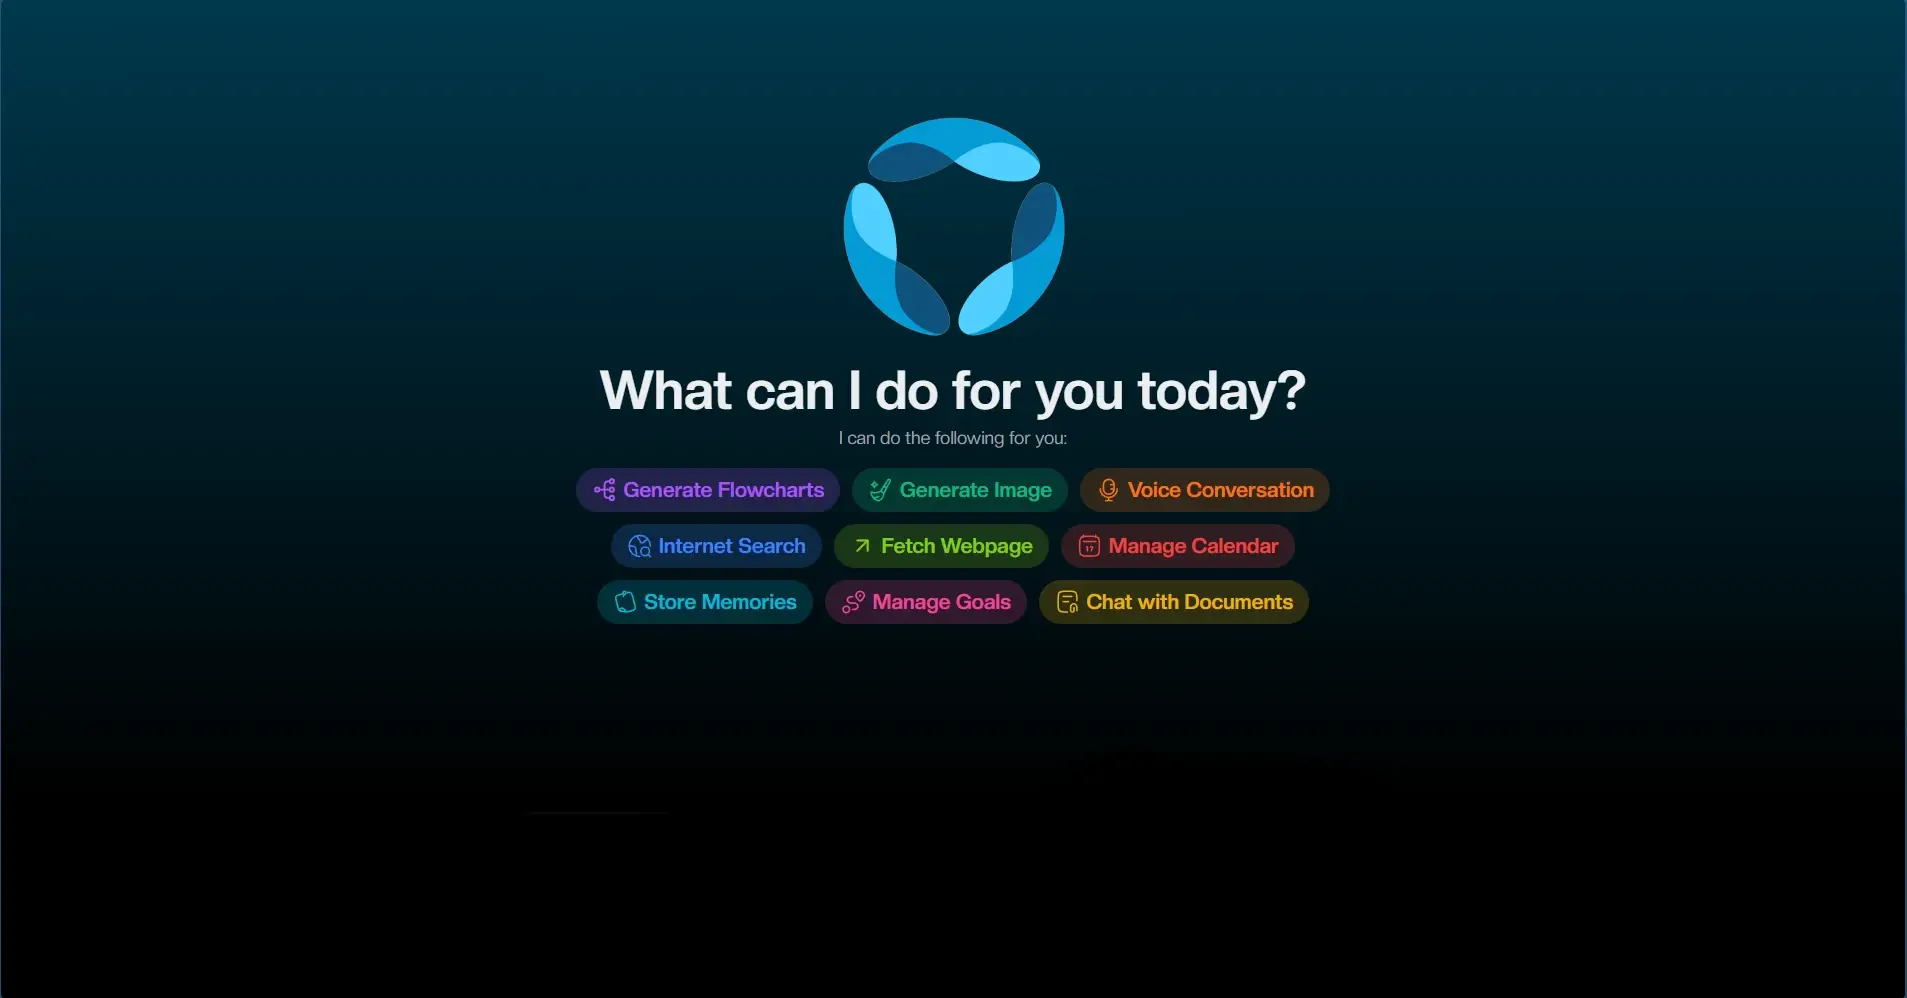 What can I do for you today?
I can do the following for you:
Generate Flowcharts Generate Image Voice Conversation
Internet Search Fetch Webpage 17 Manage Calendar
Store Memories Manage Goals Chat with Documents